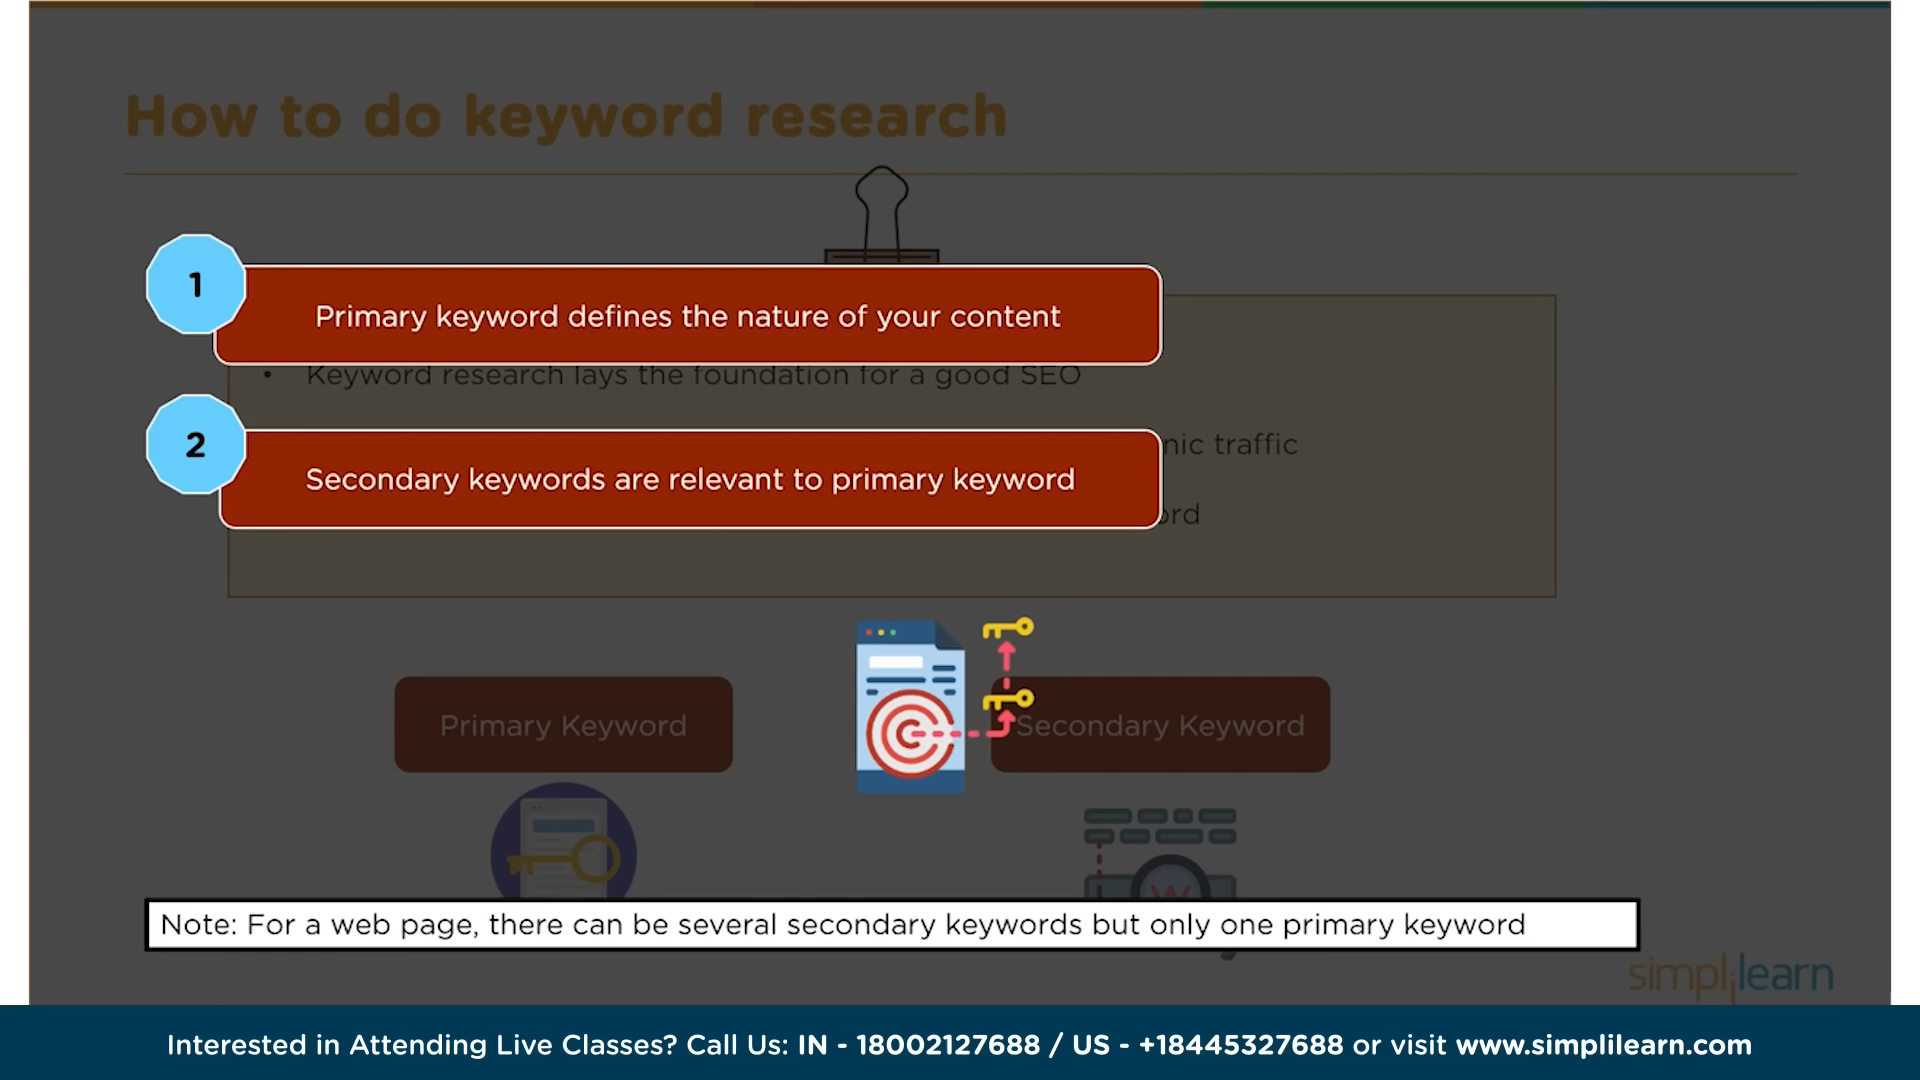 How to do keyword research
1
Primary keyword defines the nature of your content
• Keyword research lays the foundation for a good SEO
2
nic traffic
Secondary keywords are relevant to primary keyword
ord
Primary Keyword
Secondary Keyword
W
Note: For a web page, there can be several secondary keywords but only one primary keyword
simplilearn
Interested in Attending Live Classes? Call Us: IN - 18002127688 / US - +18445327688 or visit www.simplilearn.com